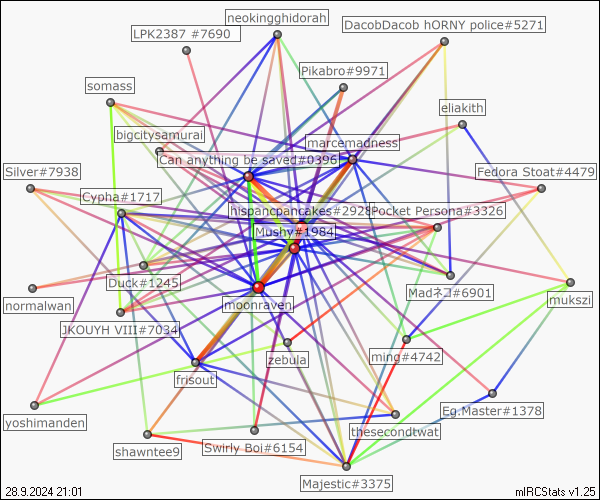 neokingghidorah
DacobDacob hORNY police#5271
LPK2387 #7690
Pikabro#9971
somass
eliakith
bigcitysamurai
marcemadness
Can anything be saved#0396
Silver#7938
Fedora Stoat#4479
Cypha#1717
hispancpancakes#2928
Pocket Persona#3326
Mushy#1984
Duck#1245
Madネコ#6901
normalwan
moonraven
mukszi
JKOUYH VIII#7034
zebula
ming#4742
frisout
yoshimanden
Eg.Master#1378
thesecondtwat
shawntee9
Swirly Boi#6154
Majestic#3375
28.9.2024 21:01
mIRCStats v1.25